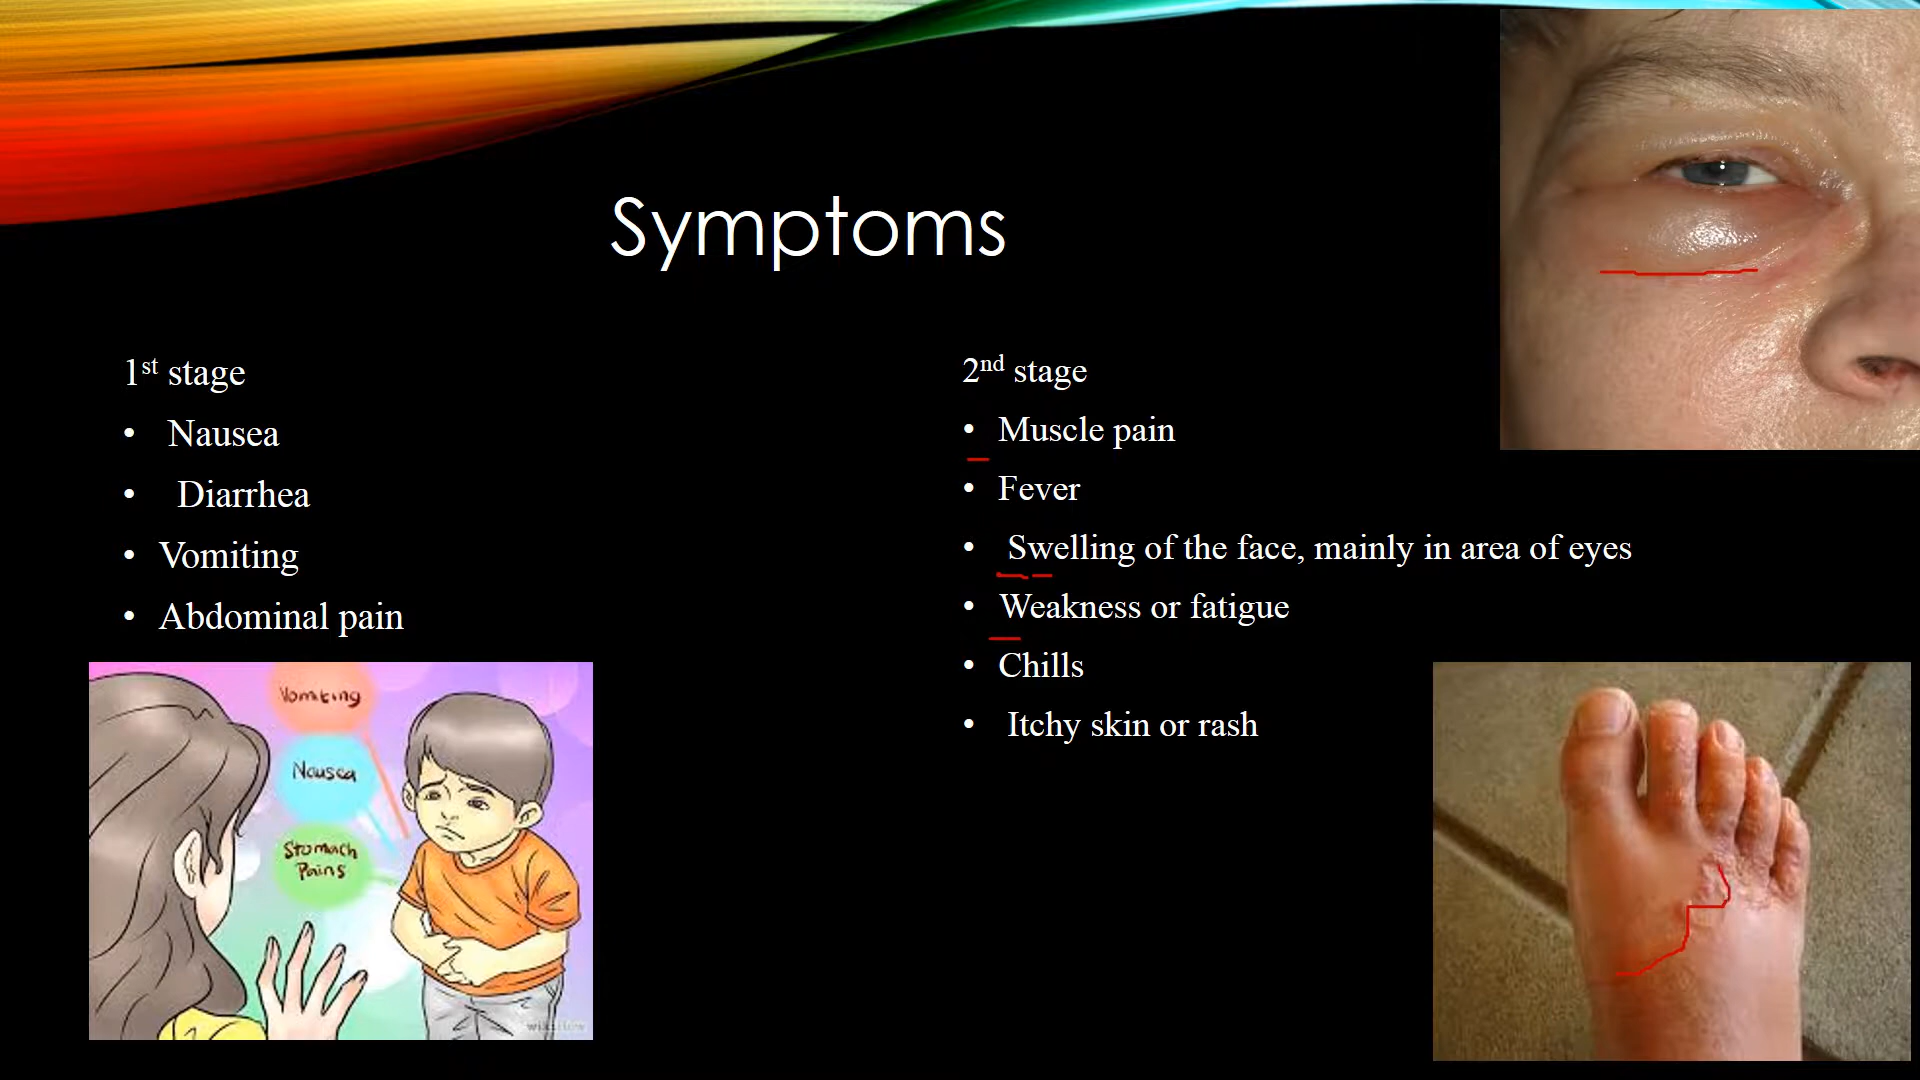 Symptoms
1st stage
• Nausea
• Diarrhea
• Vomiting
• Abdominal pain
2nd stage
• Muscle pain
• Fever
• Swelling of the face, mainly in area of eyes
• Weakness or fatigue
• Chills
• Itchy skin or rash
Vomiting
Nausea
Stomach
Pains